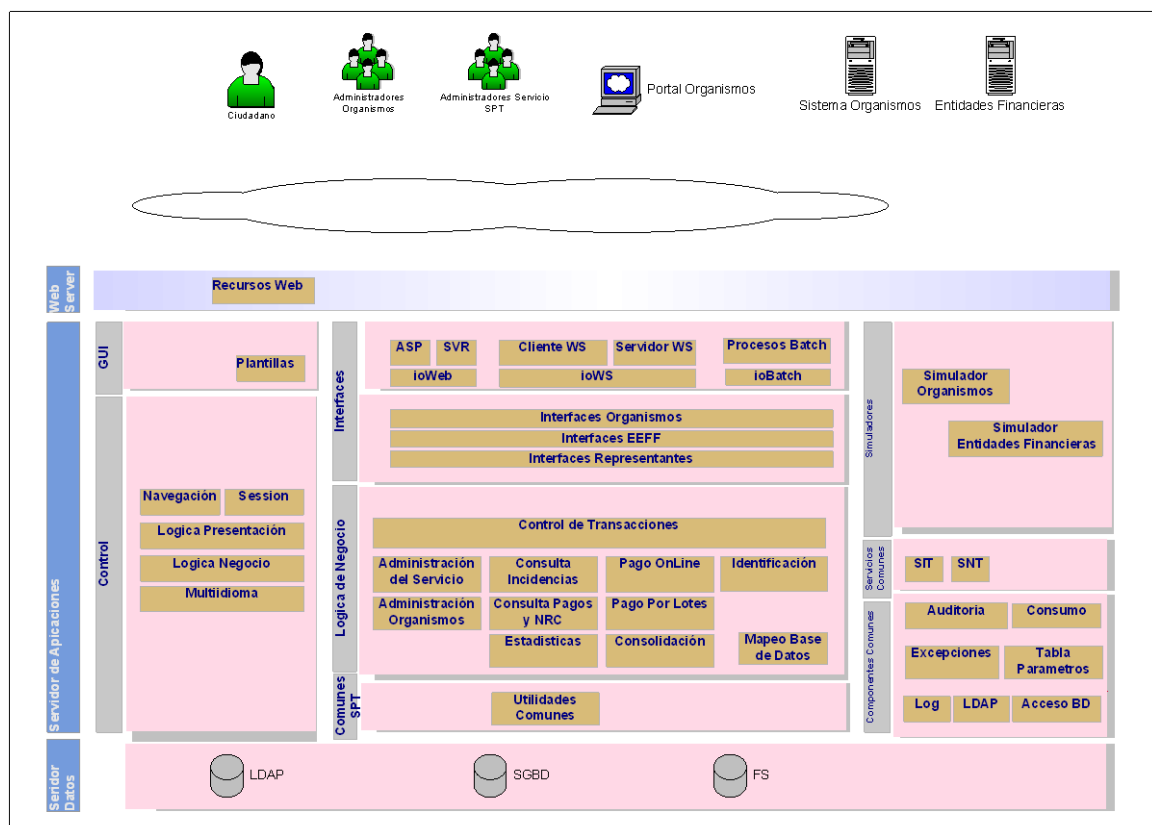 Ciudadano
Administradores
Organismos
Administradores Servicio
SPT
Portal Organismos
Sistema Organismos
Entidades Financieras
Web
Server
Recursos Web
Servidor de Apicaciones
GUI
Plantillas
Control
Navegación
Session
Logica Presentación
Logica Negocio
Multiidioma
Interfaces
ASP
SVR
Cliente WS
Servidor WS
Procesos Batch
ioWeb
ioWS
ioBatch
Interfaces Organismos
Interfaces EEFF
Interfaces Representantes
Logica de Negocio
Control de Transacciones
Administración
del Servicio
Consulta
Incidencias
Pago OnLine
Identificación
Administración
Organismos
Consulta Pagos
y NRC
Pago Por Lotes
Estadisticas
Consolidación
Mapeo Base
de Datos
Comunes
SPT
Utilidades
Comunes
Simuladores
Simulador
Organismos
Simulador
Entidades Financieras
Servicios
Comunes
SIT
SNT
Componentes Comunes
Auditoria
Consumo
Excepciones
Tabla
Parametros
Log
LDAP
Acceso BD
Seridor
Datos
LDAP
SGBD
FS